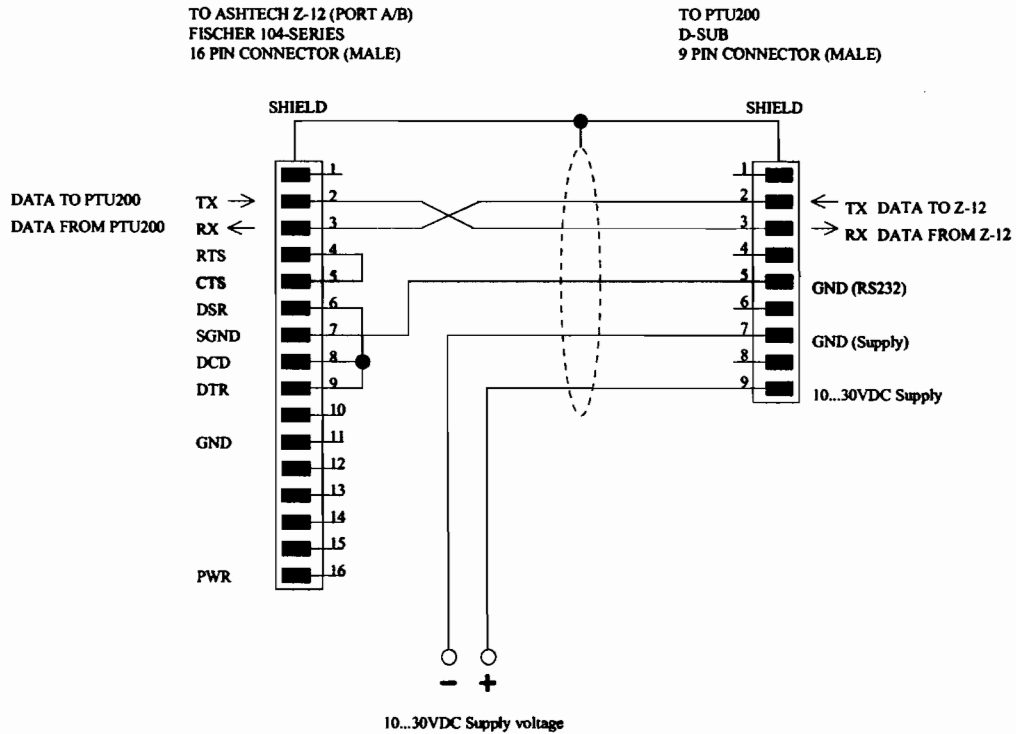 TO ASHTECH Z-12 (PORT A/B)
FISCHER 104-SERIES
16 PIN CONNECTOR (MALE)
TO PTU200
D-SUB
9 PIN CONNECTOR (MALE)
SHIELD
SHIELD
DATA TO PTU200
DATA FROM PTU200
TX
RX
RTS
CTS
DSR
SGND
DCD
DTR
GND
PWR
1
2
3
4
5
6
7
8
9
10
11
12
13
14
15
16
1
2
3
4
5
6
7
8
9
TX DATA TO Z-12
RX DATA FROM Z-12
GND (RS232)
GND (Supply)
10...30VDC Supply
- +
10...30VDC Supply voltage